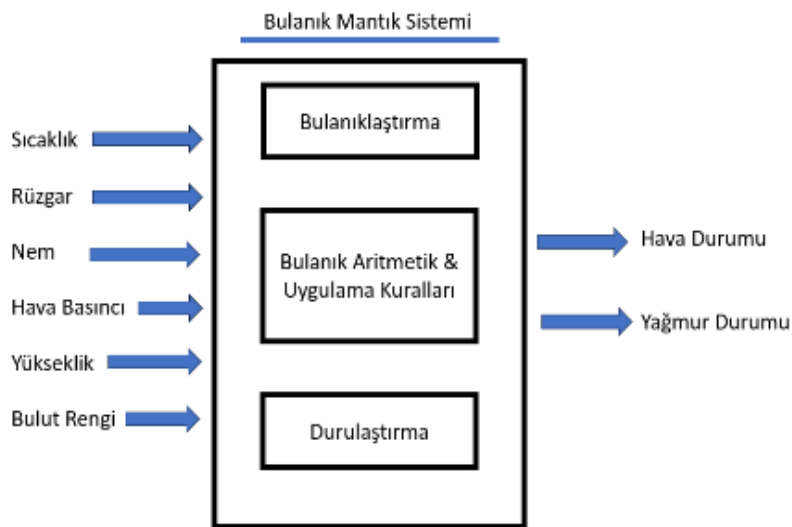 Bulanık Mantık Sistemi
Bulanıklaştırma
Sıcaklık
Rüzgar
Nem
Hava Basıncı
Yükseklik
Bulut Rengi
Bulanık Aritmetik &
Uygulama Kuralları
Durulaştırma
Hava Durumu
Yağmur Durumu